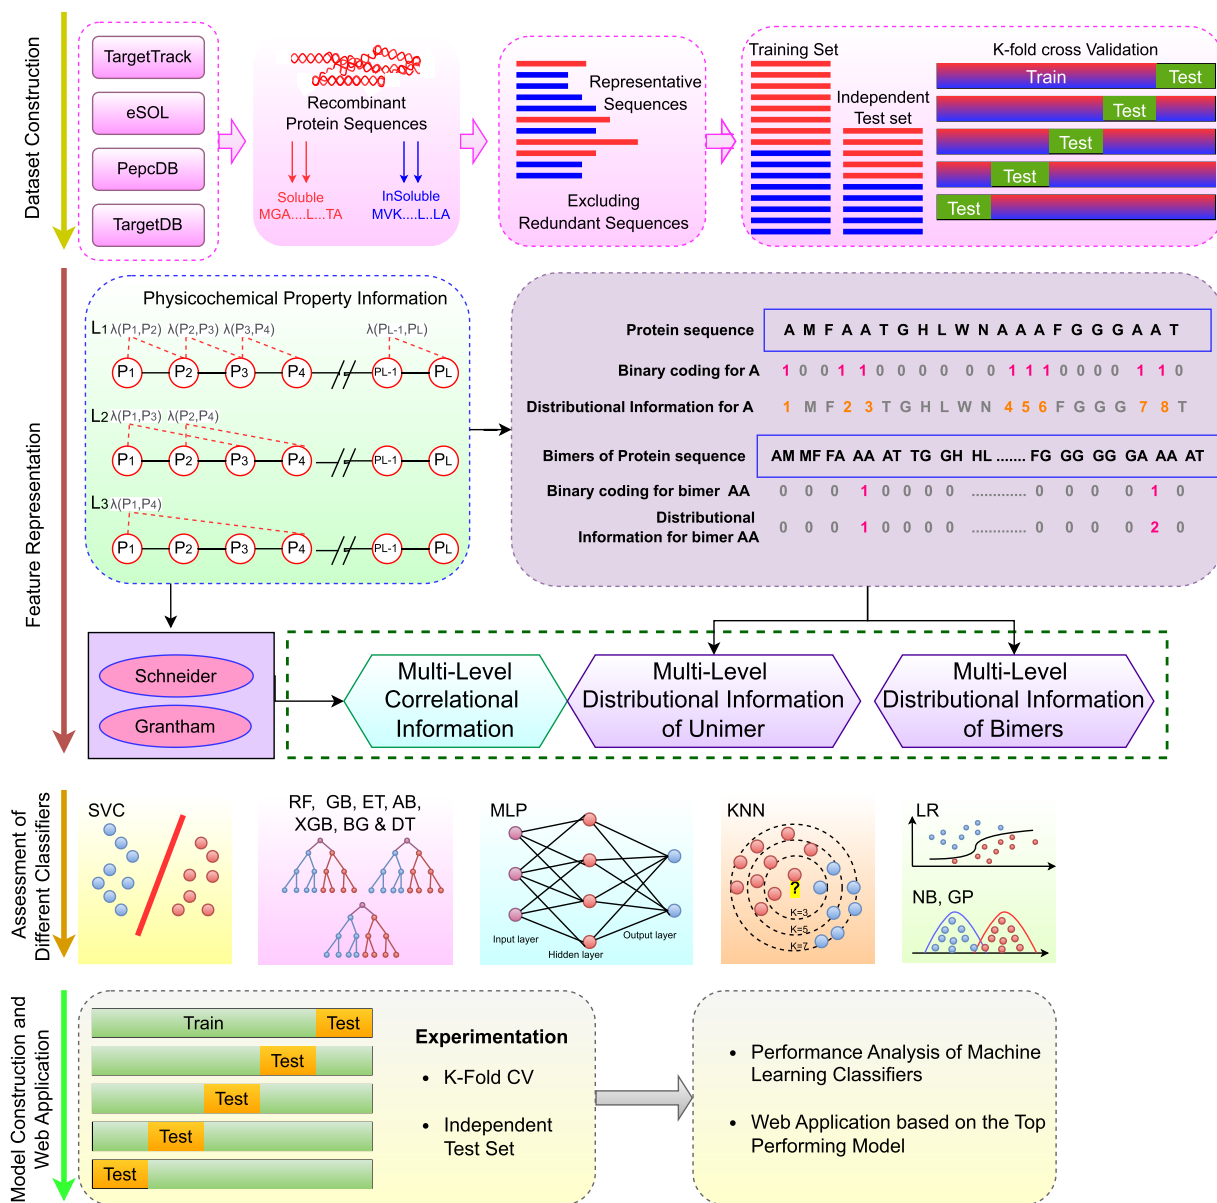 Dataset Construction
TargetTrack
eSOL
PepcDB
TargetDB
Recombinant
Protein Sequences
Soluble
MGA....L...TA
InSoluble
MVK....L..LA
Representative
Sequences
Excluding
Redundant Sequences
Training Set
Independent
Test set
K-fold cross Validation
Train
Test
Test
Test
Test
Test
Feature Representation
Physicochemical Property Information
L1 λ(P1,P2) λ(P2,P3) λ(P3,P4) λ(PL-1,PL)
P1 P2 P3 P4 PL-1 PL
L2 λ(P1,P3) λ(P2,P4)
P1 P2 P3 P4 PL-1 PL
L3 λ(P1,P4)
P1 P2 P3 P4 PL-1 PL
Protein sequence A M F A A T G H L W N A A A F G G G A A T
Binary coding for A 1 0 0 1 1 0 0 0 0 0 0 1 1 1 0 0 0 0 1 1 0
Distributional Information for A 1 M F 2 3 T G H L W N 4 5 6 F G G G 7 8 T
Bimers of Protein sequence AM MF FA AA AT TG GH HL ....... FG GG GG GA AA AT
Binary coding for bimer AA 0 0 0 1 0 0 0 0 ............. 0 0 0 0 1 0
Distributional
Information for bimer AA 0 0 0 1 0 0 0 0 ............. 0 0 0 0 2 0
Schneider
Grantham
Multi-Level
Correlational
Information
Multi-Level
Distributional Information
of Unimer
Multi-Level
Distributional Information
of Bimers
Assessment of
Different Classifiers
SVC
RF, GB, ET, AB,
XGB, BG & DT
MLP
Input layer
Hidden layer
Output layer
KNN
?
K=3
K=5
K=7
LR
NB, GP
Model Construction and
Web Application
Train
Test
Test
Test
Test
Test
Experimentation
• K-Fold CV
• Independent
Test Set
• Performance Analysis of Machine
Learning Classifiers
• Web Application based on the Top
Performing Model